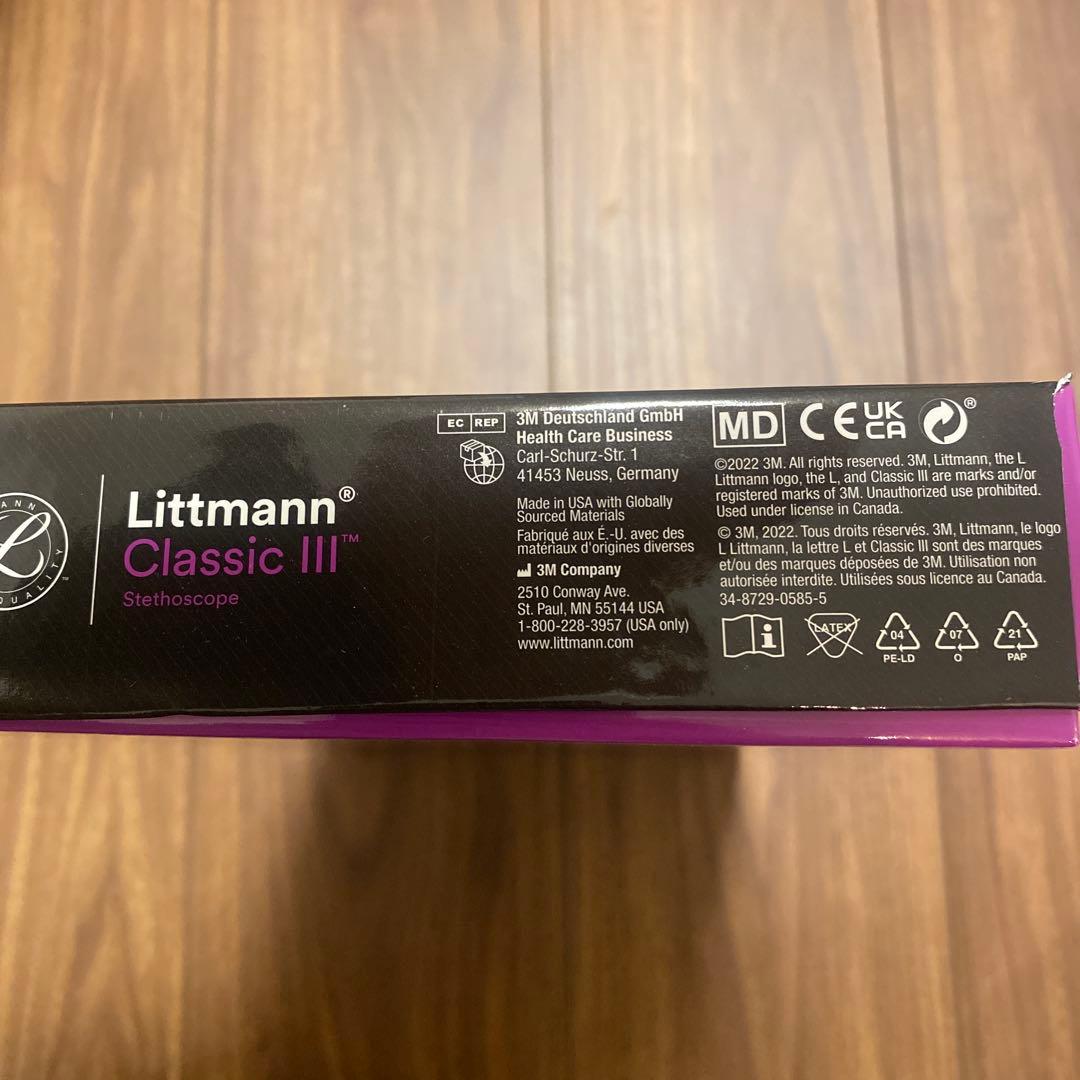 ANN
L
QUALITY
™
Littmann®
Classic III™
Stethoscope
EC REP
3M Deutschland GmbH
Health Care Business
Carl-Schurz-Str. 1
41453 Neuss, Germany
Made in USA with Globally
Sourced Materials
Fabriqué aux É.-U. avec des
matériaux d'origines diverses
3M Company
2510 Conway Ave.
St. Paul, MN 55144 USA
1-800-228-3957 (USA only)
www.littmann.com
MD CE UK
CA ®
©2022 3M. All rights reserved. 3M, Littmann, the L
Littmann logo, the L, and Classic III are marks and/or
registered marks of 3M. Unauthorized use prohibited.
Used under license in Canada.
© 3M, 2022. Tous droits réservés. 3M, Littmann, le logo
L Littmann, la lettre L et Classic III sont des marques
et/ou des marques déposées de 3M. Utilisation non
autorisée interdite. Utilisées sous licence au Canada.
34-8729-0585-5
i
LATEX
04
PE-LD
07
O
21
PAP